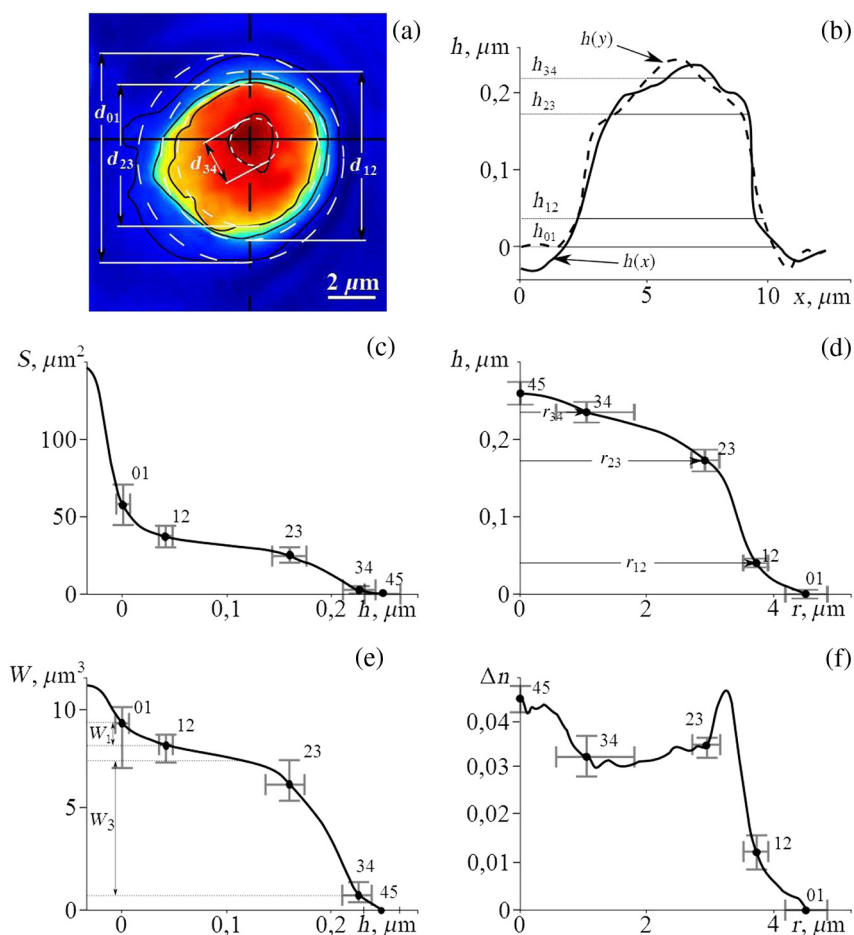 (a)
d01
d23
d34
d12
2 μm
h, μm
(b)
h(y)
h34
0,2
h23
0,1
h12
h01
0
h(x)
0
5
10
x, μm
S, μm²
(c)
100
01
50
12
23
34
45
0
0
0,1
0,2
h, μm
h, μm
(d)
45
34
r34
0,2
23
r23
0,1
12
r12
01
0
0
2
4
r, μm
W, μm³
(e)
10
01
W1
12
23
5
W3
34
45
0
0
0,1
0,2
h, μm
Δn
(f)
45
0,04
23
34
0,03
0,02
12
0,01
01
0
0
2
4
r, μm